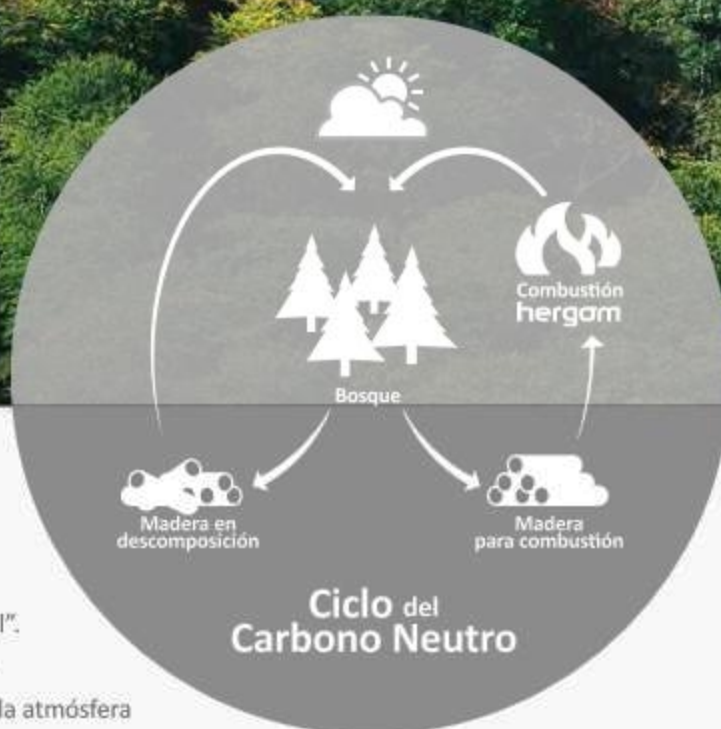 Combustión
hergom
Bosque
Madera en
descomposición
Madera
para combustión
Ciclo del
Carbono Neutro
l”.
la atmósfera